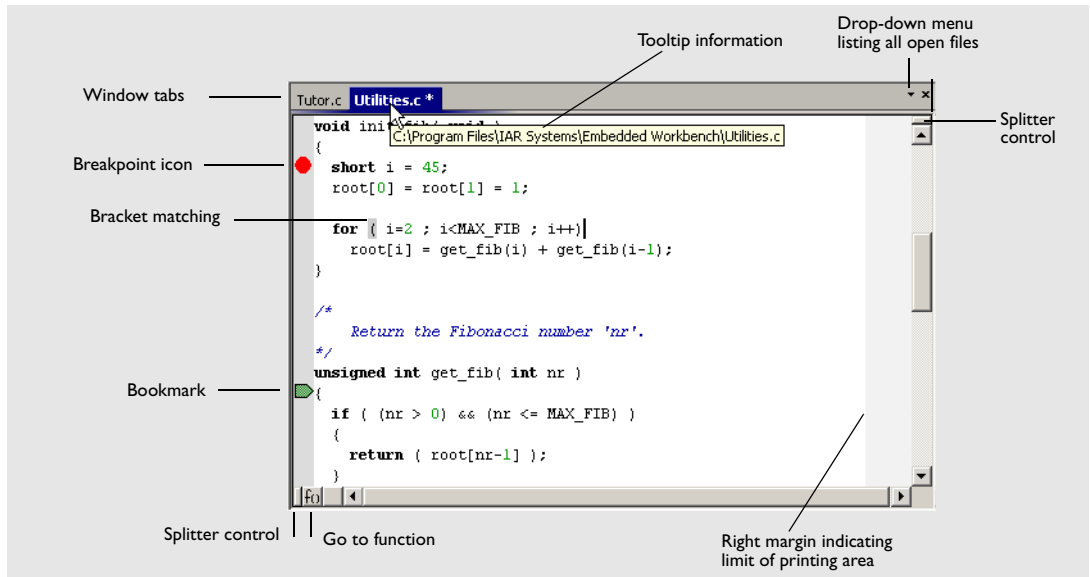 Drop-down menu
listing all open files
Tooltip information
Window tabs
Tutor.c Utilities.c *
Splitter
control
C:\Program Files\IAR Systems\Embedded Workbench\Utilities.c
{
Breakpoint icon
short i = 45;
root[0] = root[1] = 1;
Bracket matching
for ( i=2 ; i<MAX_FIB ; i++)
root[i] = get_fib(i) + get_fib(i-1);
}
/*
Return the Fibonacci number 'nr'.
*/
unsigned int get_fib( int nr )
Bookmark
{
if ( (nr > 0) && (nr <= MAX_FIB) )
{
return ( root[nr-1] );
}
f()
Splitter control
Go to function
Right margin indicating
limit of printing area